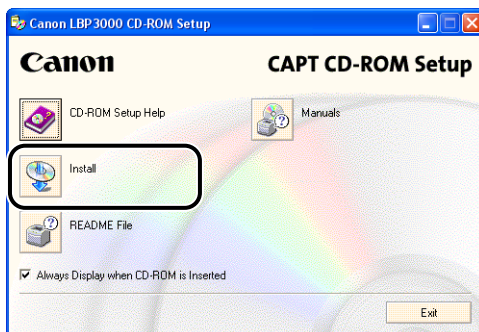 Canon LBP3000 CD-ROM Setup
Canon
CAPT CD-ROM Setup
CD-ROM Setup Help
Manuals
Install
README File
Always Display when CD-ROM is Inserted
Exit